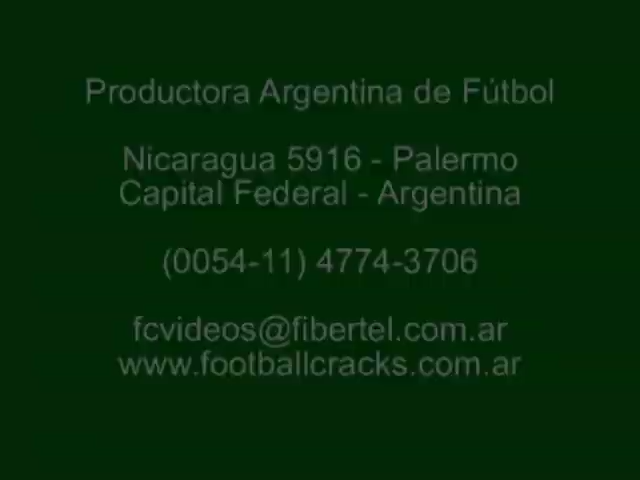 Productora Argentina de Fútbol
Nicaragua 5916 - Palermo
Capital Federal - Argentina
(0054-11) 4774-3706
fcvideos@fibertel.com.ar
www.footballcracks.com.ar